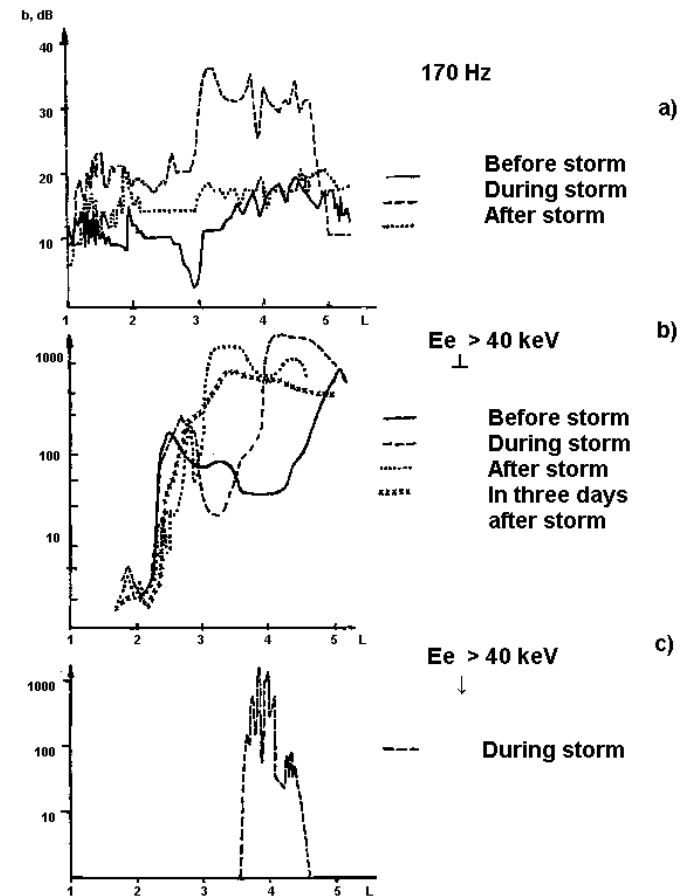 b, dB
40
30
20
10
1 2 3 4 5 L
170 Hz
a)
Before storm
During storm
After storm
1000
100
10
1 2 3 4 5 L
Ee > 40 keV
⊥
b)
Before storm
During storm
After storm
In three days
after storm
1000
100
10
1 2 3 4 5 L
Ee > 40 keV
↓
c)
During storm